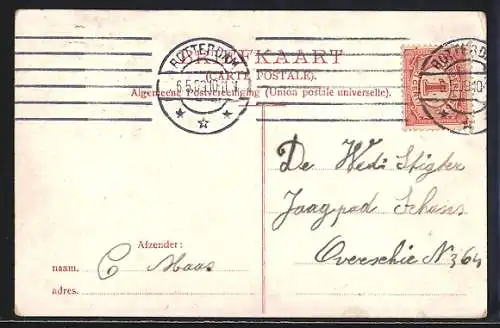 BRIEFKAART
(CARTE POSTALE).
Algemeene Postvereeniging (Union postale universelle).
ROTTERDAM
ROTTERDAM
1
De Wed. Stigter
Jaagpad Schans
Overschie N 364
Afzender:
naam. C Maas
adres.